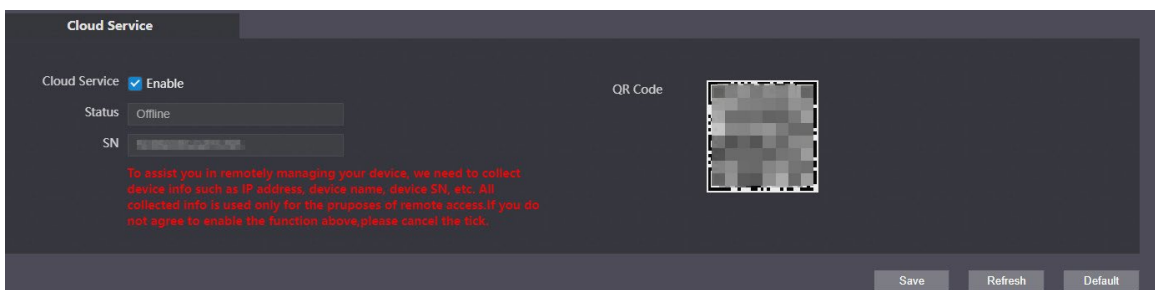 Cloud Service
Cloud Service Enable
QR Code
Status Offline
SN
To assist you in remotely managing your device, we need to collect
device info such as IP address, device name, device SN, etc. All
collected info is used only for the pruposes of remote access.If you do
not agree to enable the function above,please cancel the tick.
Save Refresh Default